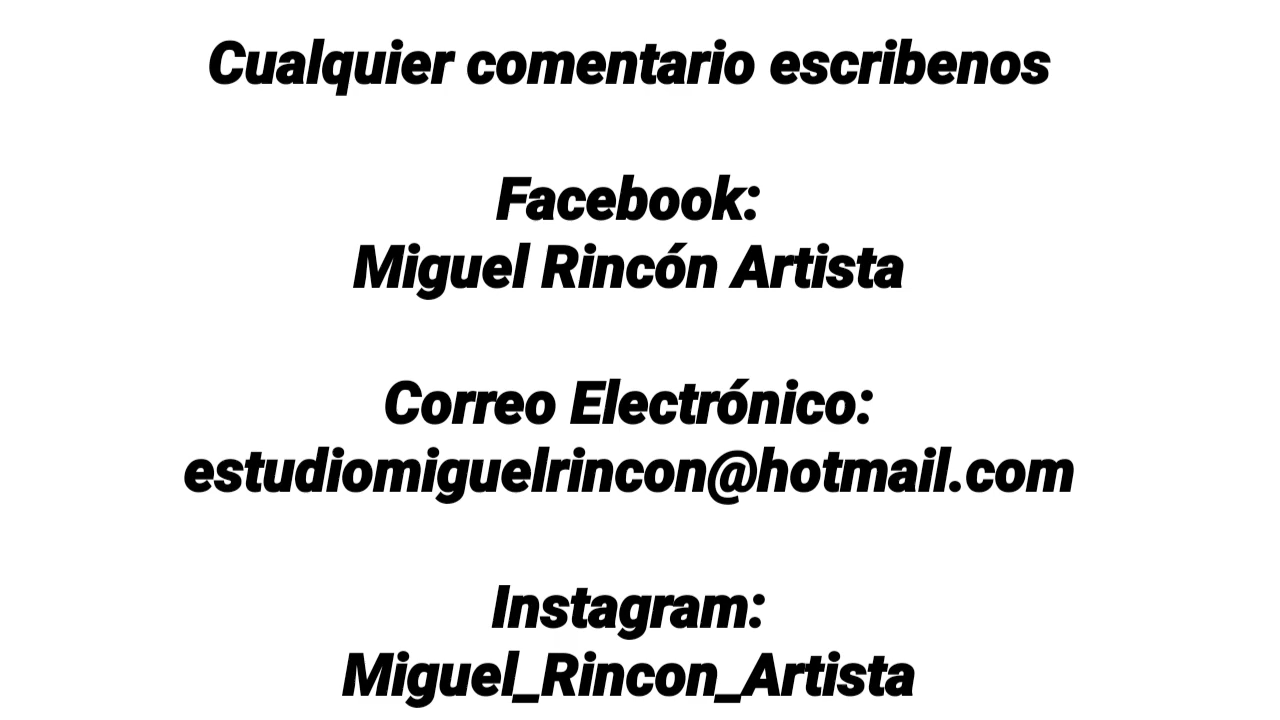 Cualquier comentario escribenos
Facebook:
Miguel Rincón Artista
Correo Electrónico:
estudiomiguelrincon@hotmail.com
Instagram:
Miguel_Rincon_Artista